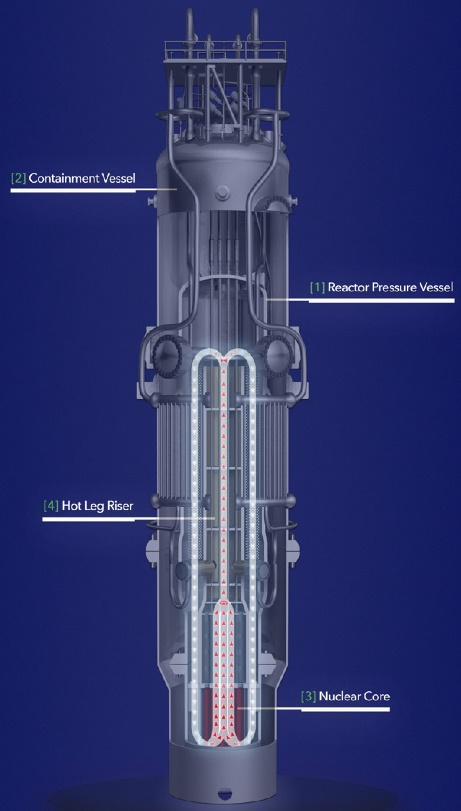 [2] Containment Vessel
[1] Reactor Pressure Vessel
[4] Hot Leg Riser
[3] Nuclear Core